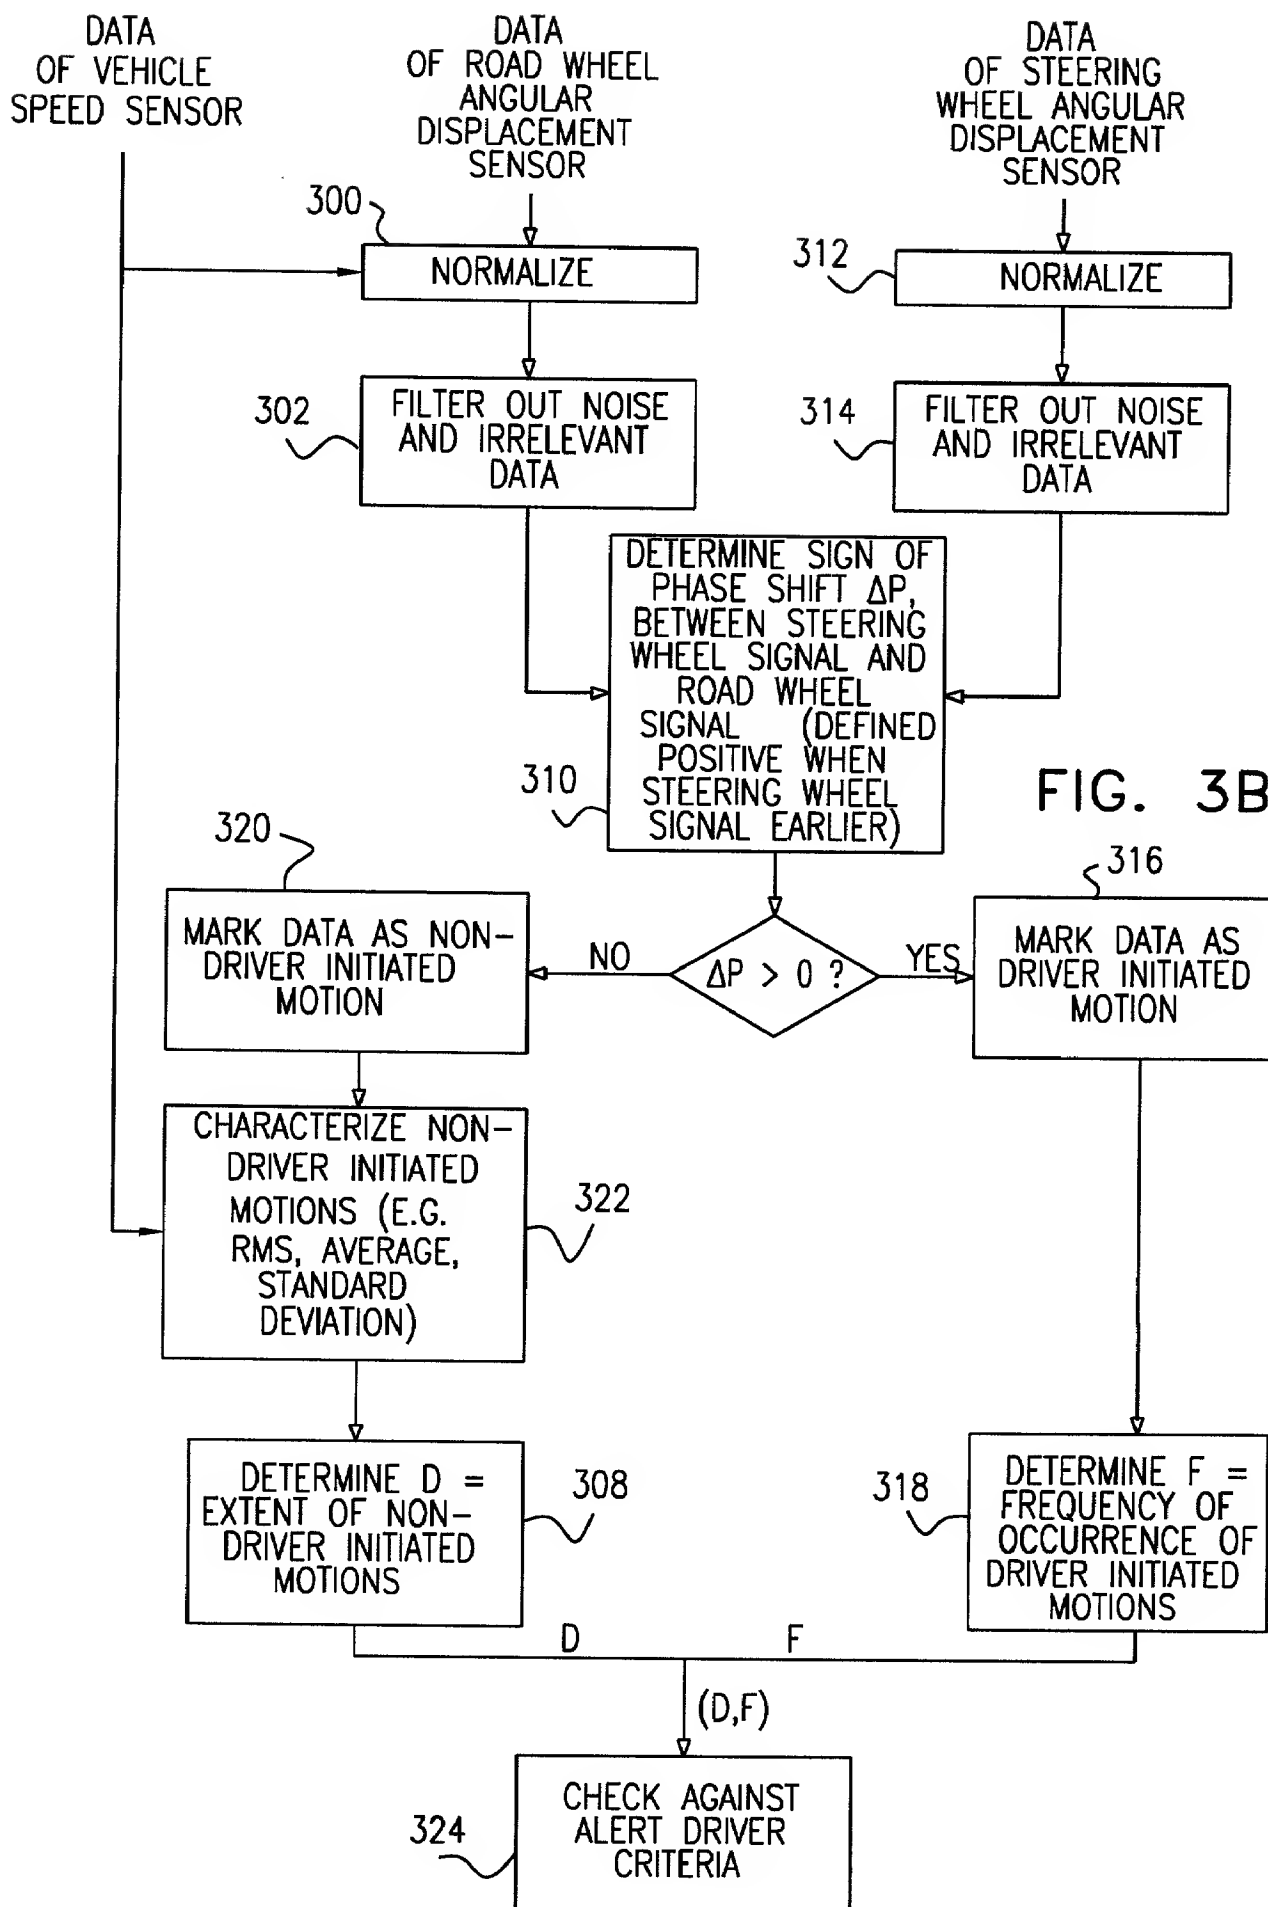 DATA
OF VEHICLE
SPEED SENSOR
DATA
OF ROAD WHEEL
ANGULAR
DISPLACEMENT
SENSOR
DATA
OF STEERING
WHEEL ANGULAR
DISPLACEMENT
SENSOR
300
NORMALIZE
312
NORMALIZE
302
FILTER OUT NOISE
AND IRRELEVANT
DATA
314
FILTER OUT NOISE
AND IRRELEVANT
DATA
DETERMINE SIGN OF
PHASE SHIFT ΔP,
BETWEEN STEERING
WHEEL SIGNAL AND
ROAD WHEEL
SIGNAL (DEFINED
POSITIVE WHEN
STEERING WHEEL
SIGNAL EARLIER)
310
FIG. 3B
320
MARK DATA AS NON-
DRIVER INITIATED
MOTION
NO
ΔP > 0 ?
YES
316
MARK DATA AS
DRIVER INITIATED
MOTION
CHARACTERIZE NON-
DRIVER INITIATED
MOTIONS (E.G.
RMS, AVERAGE,
STANDARD
DEVIATION)
322
DETERMINE D =
EXTENT OF NON-
DRIVER INITIATED
MOTIONS
308
318
DETERMINE F =
FREQUENCY OF
OCCURRENCE OF
DRIVER INITIATED
MOTIONS
D
F
(D,F)
324
CHECK AGAINST
ALERT DRIVER
CRITERIA